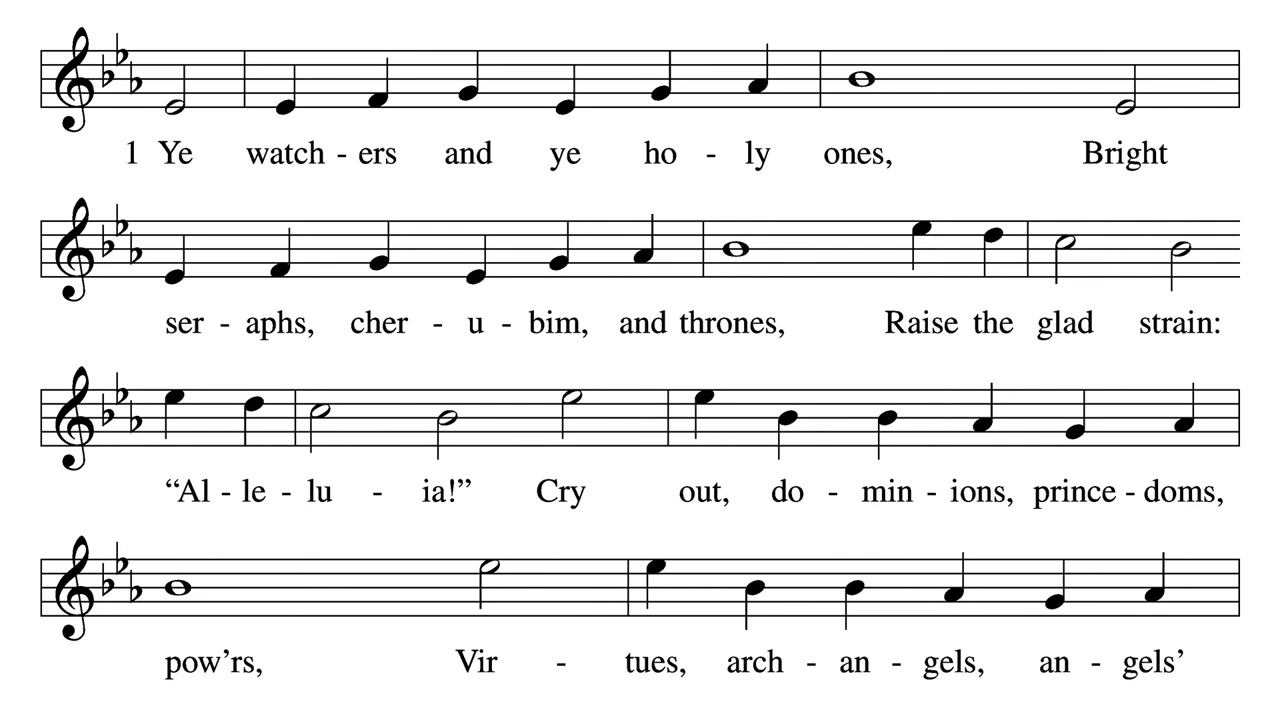 1 Ye watch - ers and ye ho - ly ones, Bright
ser - aphs, cher - u - bim, and thrones, Raise the glad strain:
“Al - le - lu - ia!” Cry out, do - min - ions, prince - doms,
pow’rs, Vir - tues, arch - an - gels, an - gels’